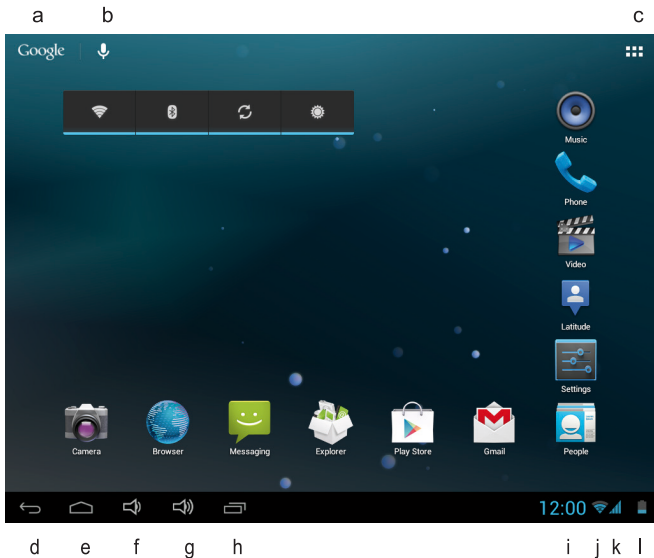 a b c
Google
Music
Phone
Video
Latitude
Settings
Camera Browser Messaging Explorer Play Store Gmail People
12:00
d e f g h i j k l